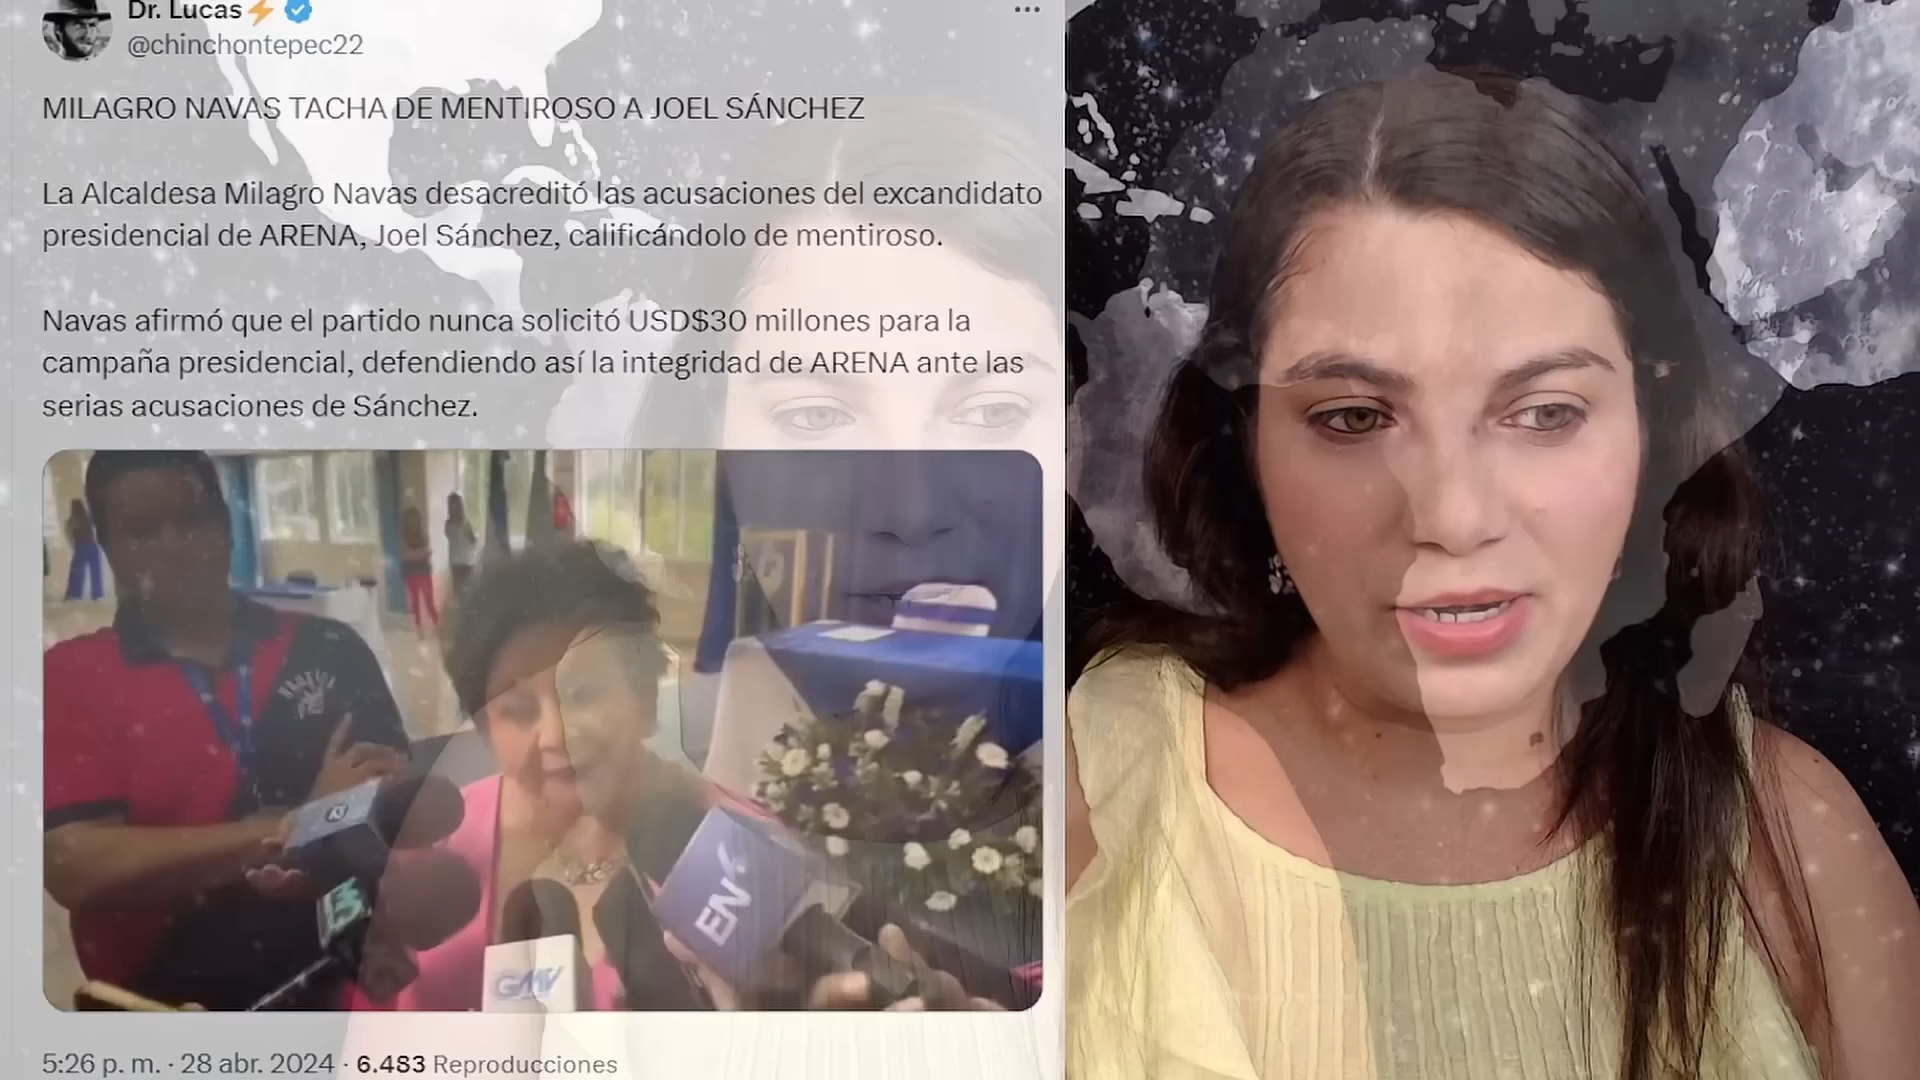 Dr. Lucas⚡
@chinchontepec22
MILAGRO NAVAS TACHA DE MENTIROSO A JOEL SÁNCHEZ
La Alcaldesa Milagro Navas desacreditó las acusaciones del excandidato
presidencial de ARENA, Joel Sánchez, calificándolo de mentiroso.
Navas afirmó que el partido nunca solicitó USD$30 millones para la
campaña presidencial, defendiendo así la integridad de ARENA ante las
serias acusaciones de Sánchez.
EN
GMV
5:26 p. m. · 28 abr. 2024 · 6.483 Reproducciones